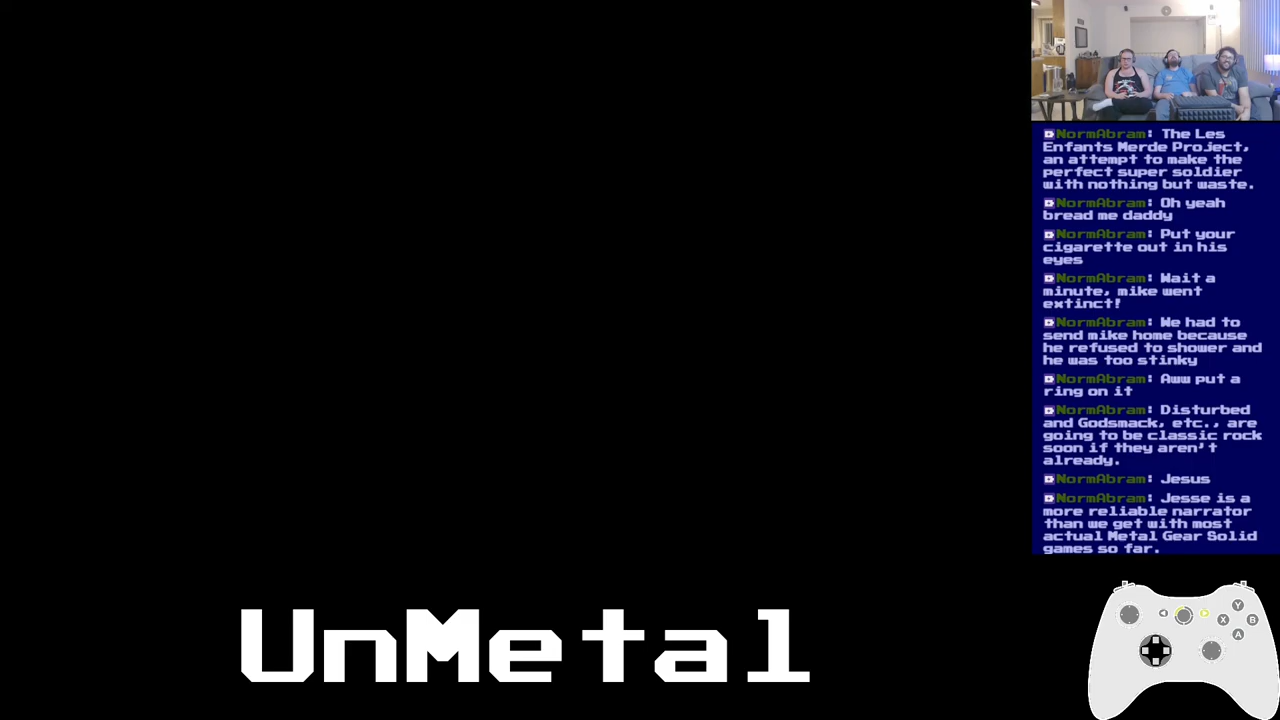 NormAbram: The Les
Enfants Merde Project,
an attempt to make the
perfect super soldier
with nothing but waste.
NormAbram: Oh yeah
bread me daddy
NormAbram: Put your
cigarette out in his
eyes
NormAbram: Wait a
minute, mike went
extinct!
NormAbram: We had to
send mike home because
he refused to shower and
he was too stinky
NormAbram: Aww put a
ring on it
NormAbram: Disturbed
and Godsmack, etc., are
going to be classic rock
soon if they aren't
already.
NormAbram: Jesus
NormAbram: Jesse is a
more reliable narrator
than we get with most
actual Metal Gear Solid
games so far.
UnMetal
Y
X B
A